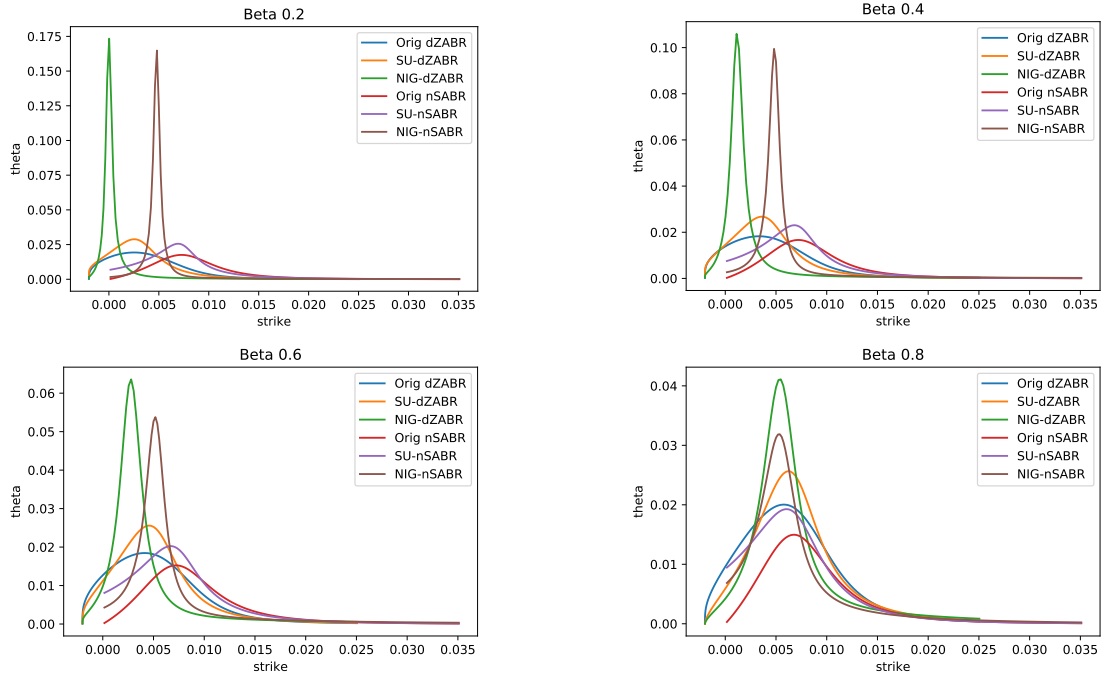 Beta 0.2
0.175
0.150
0.125
0.100
0.075
0.050
0.025
0.000
theta
Orig dZABR
SU-dZABR
NIG-dZABR
Orig nSABR
SU-nSABR
NIG-nSABR
0.000 0.005 0.010 0.015 0.020 0.025 0.030 0.035
strike
Beta 0.4
0.10
0.08
0.06
0.04
0.02
0.00
theta
Orig dZABR
SU-dZABR
NIG-dZABR
Orig nSABR
SU-nSABR
NIG-nSABR
0.000 0.005 0.010 0.015 0.020 0.025 0.030 0.035
strike
Beta 0.6
0.06
0.05
0.04
0.03
0.02
0.01
0.00
theta
Orig dZABR
SU-dZABR
NIG-dZABR
Orig nSABR
SU-nSABR
NIG-nSABR
0.000 0.005 0.010 0.015 0.020 0.025 0.030 0.035
strike
Beta 0.8
0.04
0.03
0.02
0.01
0.00
theta
Orig dZABR
SU-dZABR
NIG-dZABR
Orig nSABR
SU-nSABR
NIG-nSABR
0.000 0.005 0.010 0.015 0.020 0.025 0.030 0.035
strike